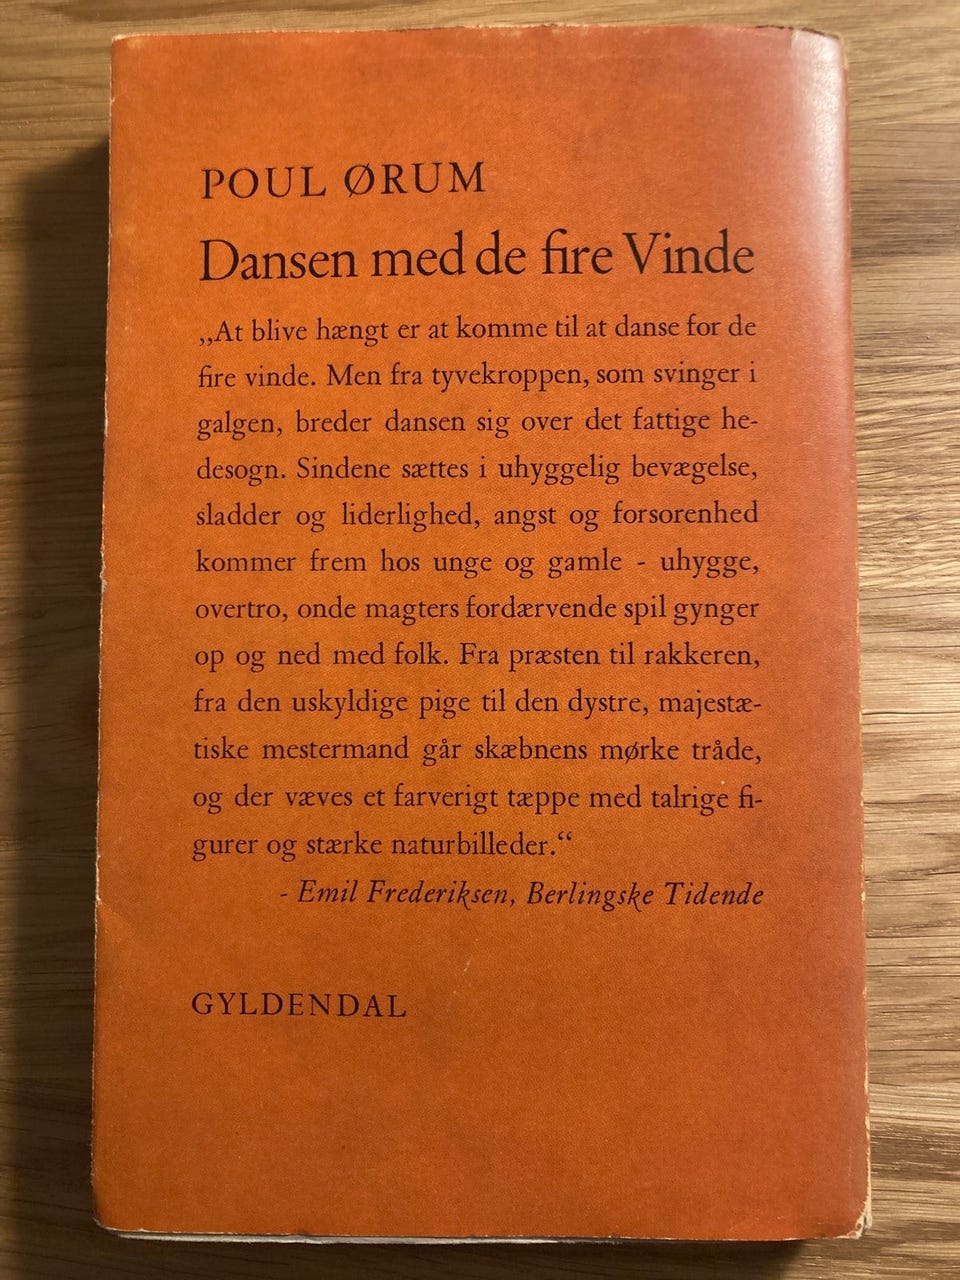 POUL ØRUM
Dansen med de fire Vinde
„At blive hængt er at komme til at danse for de
fire vinde. Men fra tyvekroppen, som svinger i
galgen, breder dansen sig over det fattige he-
desogn. Sindene sættes i uhyggelig bevægelse,
sladder og liderlighed, angst og forsorenhed
kommer frem hos unge og gamle - uhygge,
overtro, onde magters fordærvende spil gynger
op og ned med folk. Fra præsten til rakkeren,
fra den uskyldige pige til den dystre, majestæ-
tiske mestermand går skæbnens mørke tråde,
og der væves et farverigt tæppe med talrige fi-
gurer og stærke naturbilleder.“
- Emil Frederiksen, Berlingske Tidende
GYLDENDAL